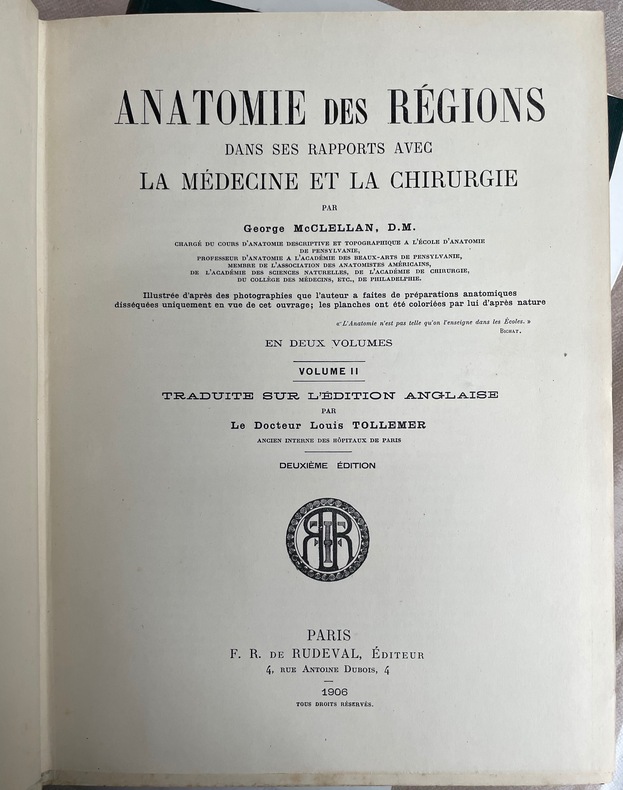 ANATOMIE DES RÉGIONS
DANS SES RAPPORTS AVEC
LA MÉDECINE ET LA CHIRURGIE
PAR
George McCLELLAN, D.M.
CHARGÉ DU COURS D'ANATOMIE DESCRIPTIVE ET TOPOGRAPHIQUE A L'ÉCOLE D'ANATOMIE
DE PENSYLVANIE,
PROFESSEUR D'ANATOMIE A L'ACADÉMIE DES BEAUX-ARTS DE PENSYLVANIE,
MEMBRE DE L'ASSOCIATION DES ANATOMISTES AMÉRICAINS,
DE L'ACADÉMIE DES SCIENCES NATURELLES, DE L'ACADÉMIE DE CHIRURGIE,
DU COLLÈGE DES MÉDECINS, ETC., DE PHILADELPHIE.
Illustrée d'après des photographies que l'auteur a faites de préparations anatomiques
disséquées uniquement en vue de cet ouvrage; les planches ont été coloriées par lui d'après nature
« L'Anatomie n'est pas telle qu'on l'enseigne dans les Écoles. »
BICHAT.
EN DEUX VOLUMES
VOLUME II
TRADUITE SUR L'ÉDITION ANGLAISE
PAR
Le Docteur Louis TOLLEMER
ANCIEN INTERNE DES HÔPITAUX DE PARIS
DEUXIÈME ÉDITION
PARIS
F. R. DE RUDEVAL, ÉDITEUR
4, RUE ANTOINE DUBOIS, 4
1906
TOUS DROITS RÉSERVÉS.